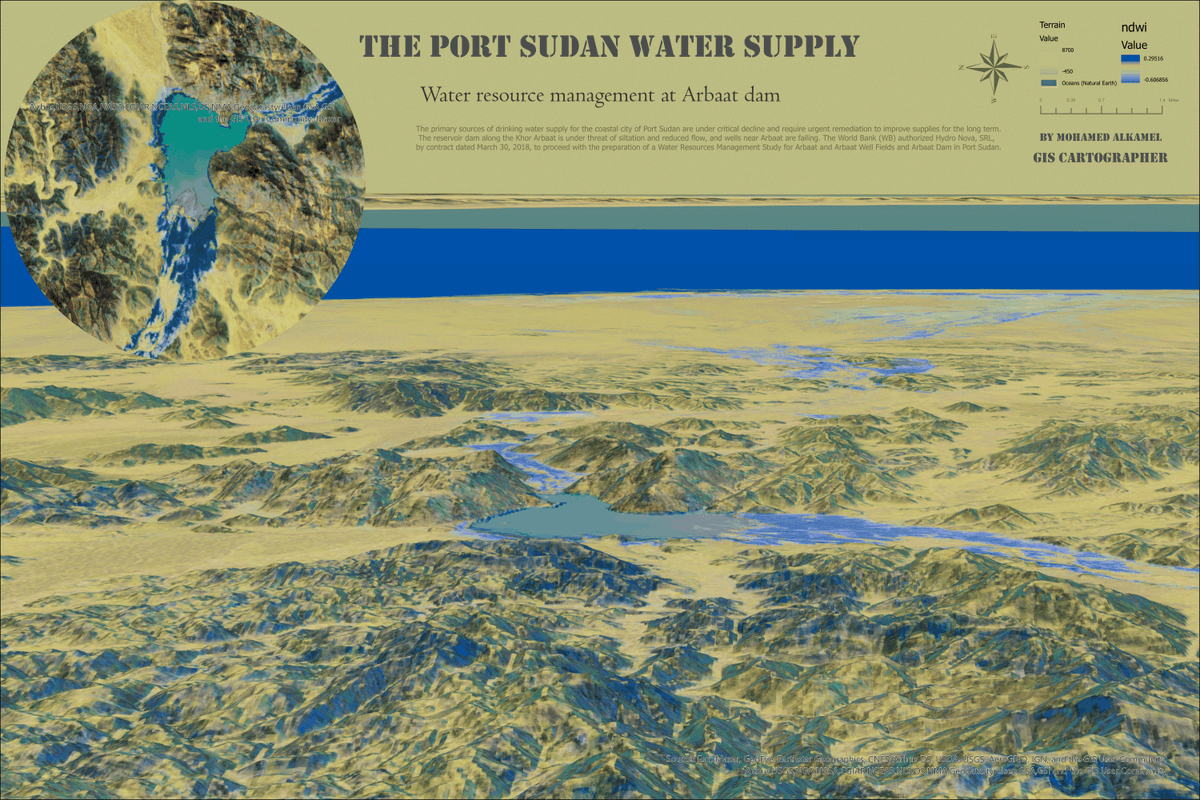 THE PORT SUDAN WATER SUPPLY
Water resource management at Arbaat dam
The primary sources of drinking water supply for the coastal city of Port Sudan are under critical decline and require urgent remediation to improve supplies for the long term.
The reservoir dam along the Khor Arbaat is under threat of siltation and reduced flow, and wells near Arbaat are failing. The World Bank (WB) authorized Hydro Nova, SRL,
by contract dated March 30, 2018, to proceed with the preparation of a Water Resources Management Study for Arbaat and Arbaat Well Fields and Arbaat Dam in Port Sudan.
Terrain
Value
8700
-450
Oceans (Natural Earth)
ndwi
Value
0.29516
-0.606856
BY MOHAMED ALKAMEL
GIS CARTOGRAPHER